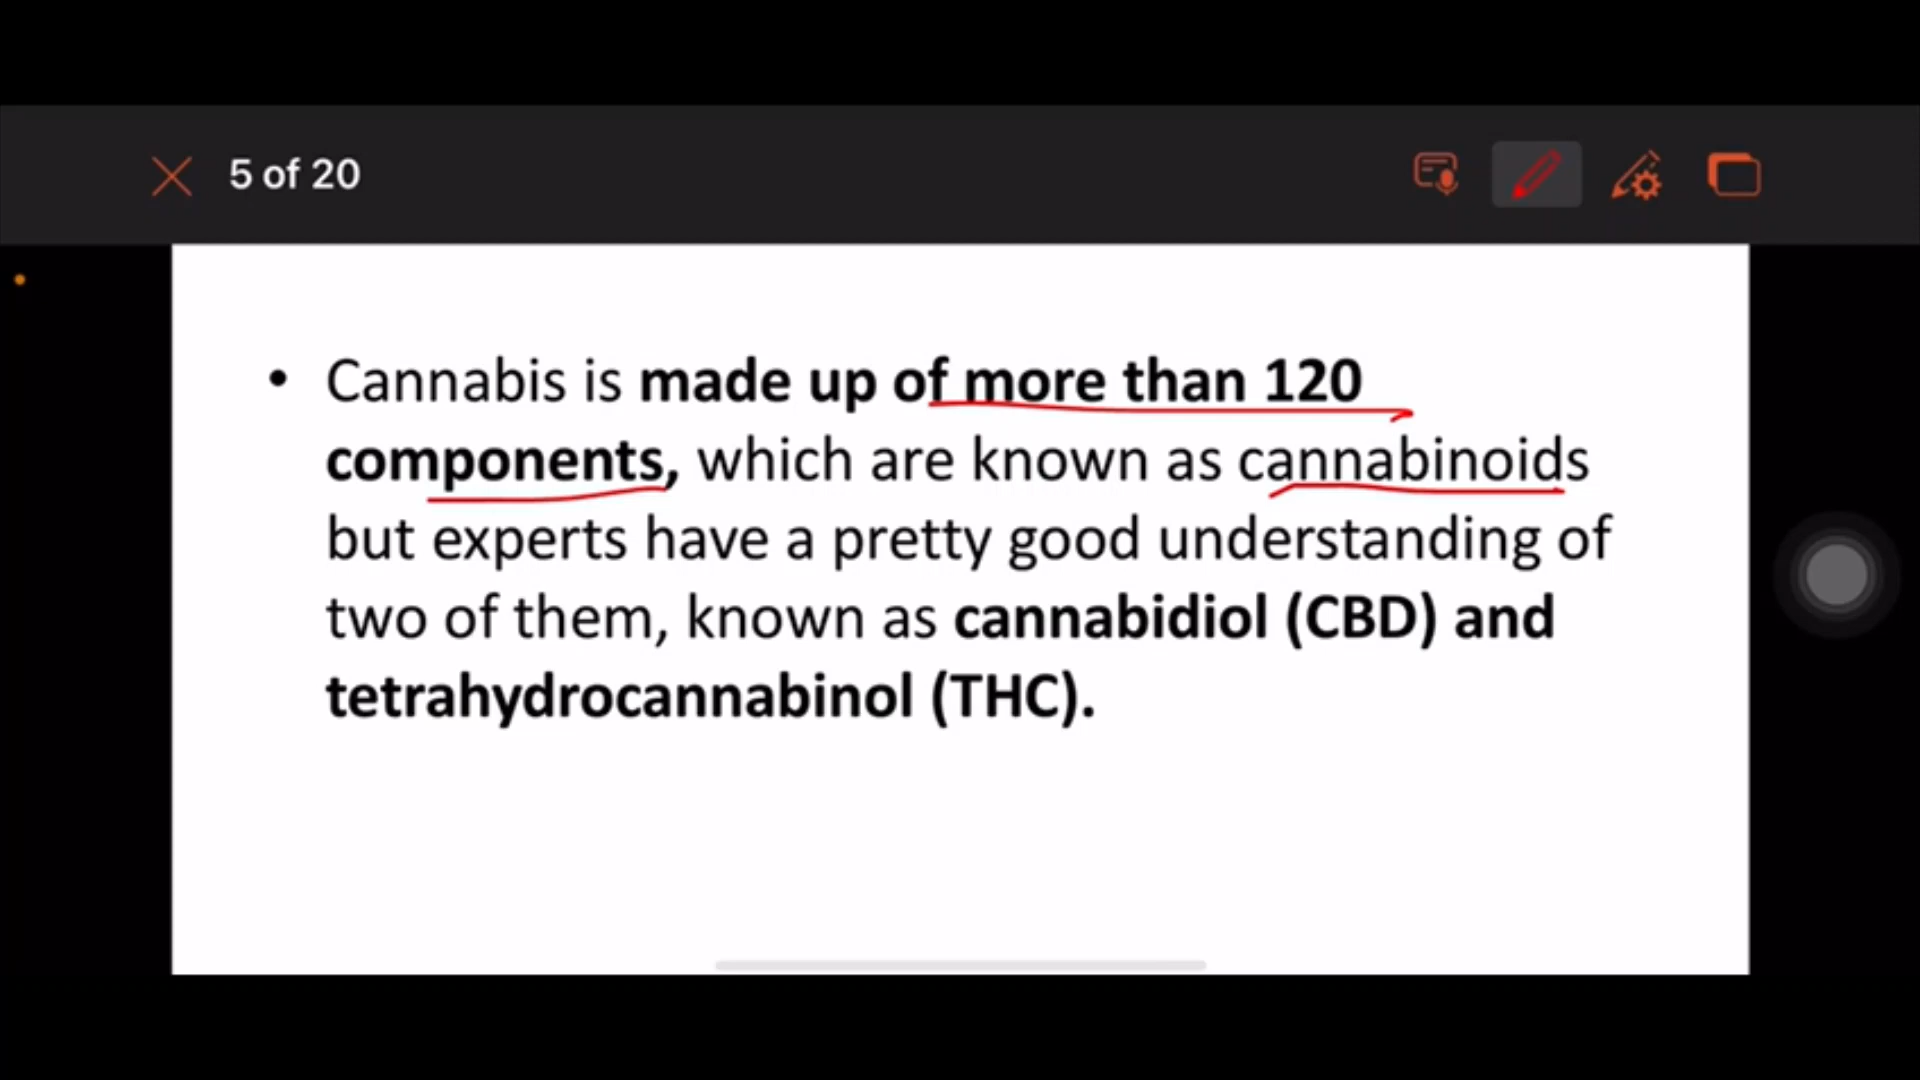 5 of 20
• Cannabis is made up of more than 120
components, which are known as cannabinoids
but experts have a pretty good understanding of
two of them, known as cannabidiol (CBD) and
tetrahydrocannabinol (THC).